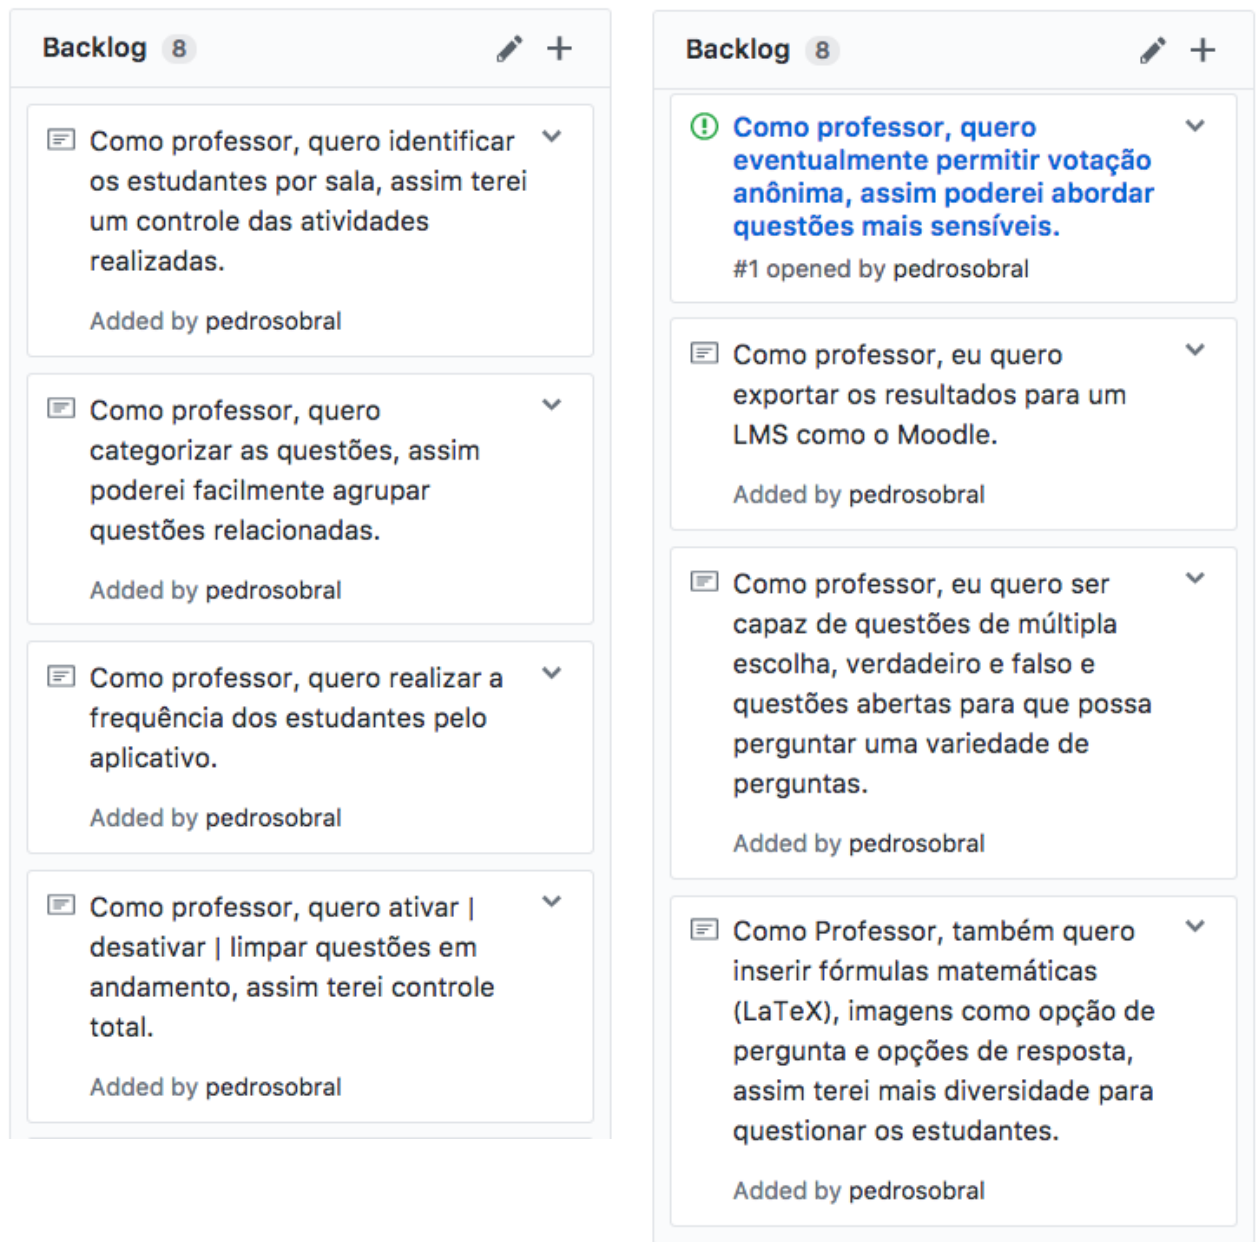 Backlog 8
Como professor, quero identificar
os estudantes por sala, assim terei
um controle das atividades
realizadas.
Added by pedrosobral
Como professor, quero
categorizar as questões, assim
poderei facilmente agrupar
questões relacionadas.
Added by pedrosobral
Como professor, quero realizar a
frequência dos estudantes pelo
aplicativo.
Added by pedrosobral
Como professor, quero ativar |
desativar | limpar questões em
andamento, assim terei controle
total.
Added by pedrosobral
Backlog 8
Como professor, quero
eventualmente permitir votação
anônima, assim poderei abordar
questões mais sensíveis.
#1 opened by pedrosobral
Como professor, eu quero
exportar os resultados para um
LMS como o Moodle.
Added by pedrosobral
Como professor, eu quero ser
capaz de questões de múltipla
escolha, verdadeiro e falso e
questões abertas para que possa
perguntar uma variedade de
perguntas.
Added by pedrosobral
Como Professor, também quero
inserir fórmulas matemáticas
(LaTeX), imagens como opção de
pergunta e opções de resposta,
assim terei mais diversidade para
questionar os estudantes.
Added by pedrosobral